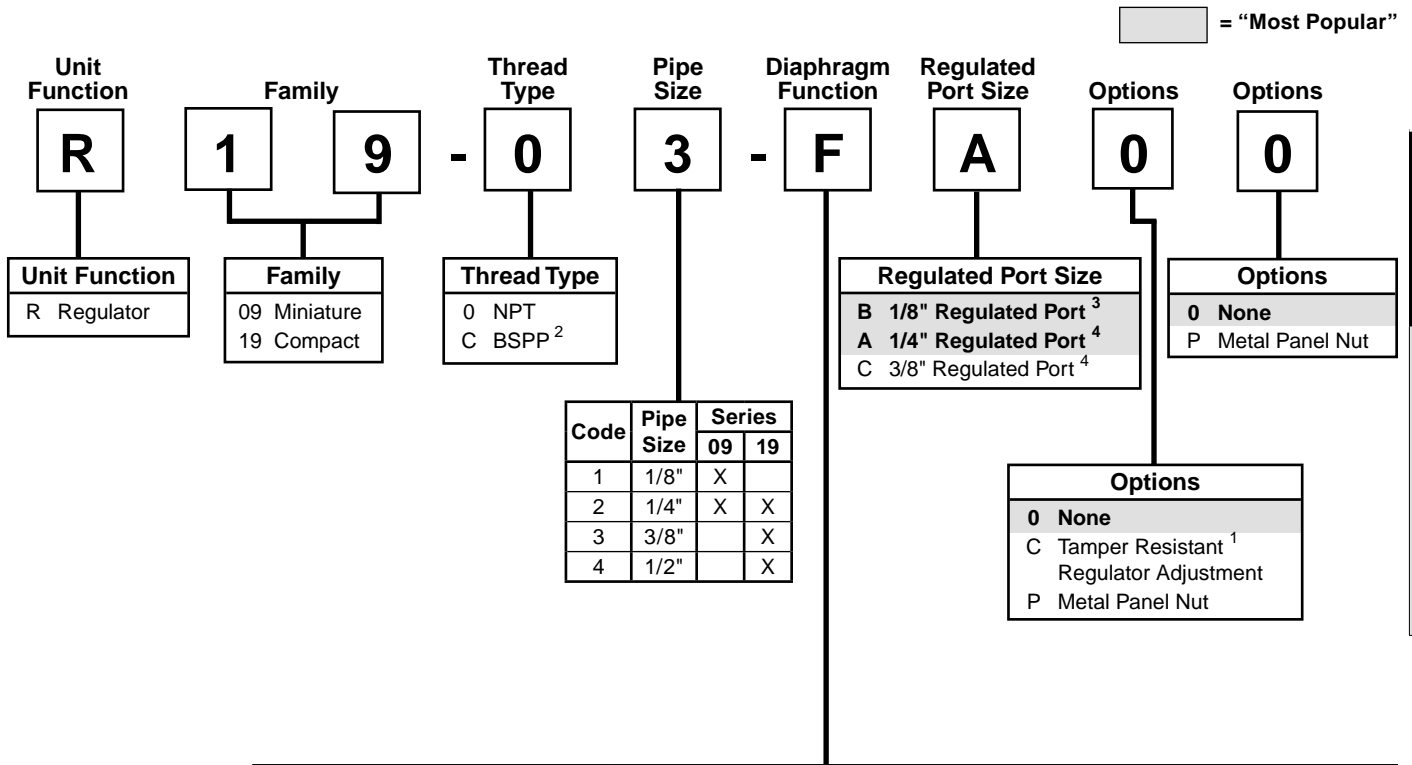 = “Most Popular”
Unit Function
Family
Thread Type
Pipe Size
Diaphragm Function
Regulated Port Size
Options
Options
R 1 9 - 0 3 - F A 0 0
Unit Function
R Regulator
Family
09 Miniature
19 Compact
Thread Type
0 NPT
C BSPP 2
Regulated Port Size
B 1/8" Regulated Port 3
A 1/4" Regulated Port 4
C 3/8" Regulated Port 4
Options
0 None
P Metal Panel Nut
Code Pipe Size Series
09 19
1 1/8" X
2 1/4" X X
3 3/8" X
4 1/2" X
Options
0 None
C Tamper Resistant 1
Regulator Adjustment
P Metal Panel Nut